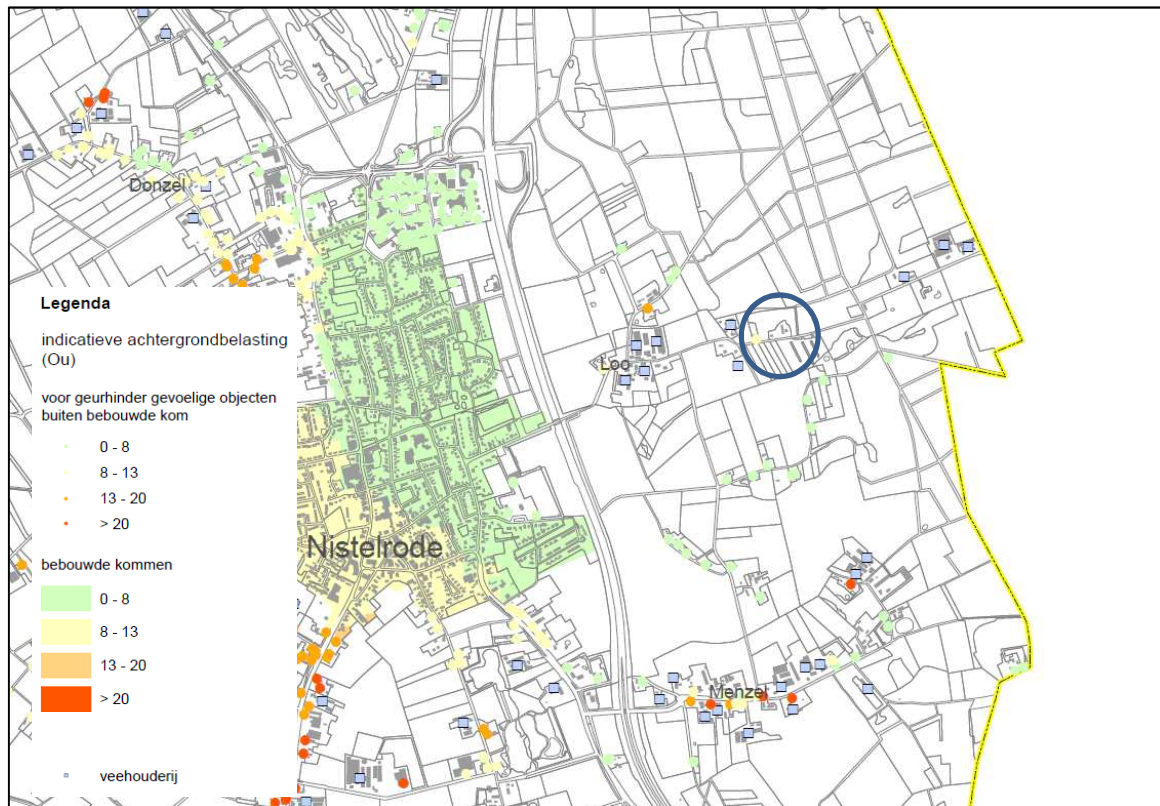 Donzel
Loo
Nistelrode
Menzel
Legenda
indicatieve achtergrondbelasting
(Ou)
voor geurhinder gevoelige objecten
buiten bebouwde kom
0 - 8
8 - 13
13 - 20
> 20
bebouwde kommen
0 - 8
8 - 13
13 - 20
> 20
veehouderij